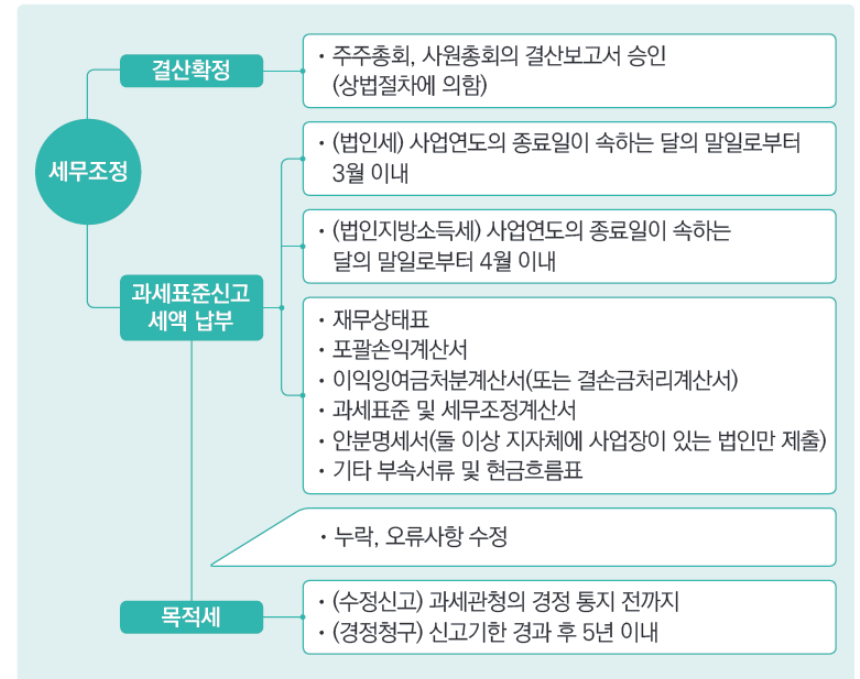 결산확정
· 주주총회, 사원총회의 결산보고서 승인
(상법절차에 의함)
세무조정
· (법인세) 사업연도의 종료일이 속하는 달의 말일로부터
3월 이내
· (법인지방소득세) 사업연도의 종료일이 속하는
달의 말일로부터 4월 이내
과세표준신고
세액 납부
· 재무상태표
· 포괄손익계산서
· 이익잉여금처분계산서(또는 결손금처리계산서)
· 과세표준 및 세무조정계산서
· 안분명세서(둘 이상 지자체에 사업장이 있는 법인만 제출)
· 기타 부속서류 및 현금흐름표
· 누락, 오류사항 수정
목적세
· (수정신고) 과세관청의 경정 통지 전까지
· (경정청구) 신고기한 경과 후 5년 이내